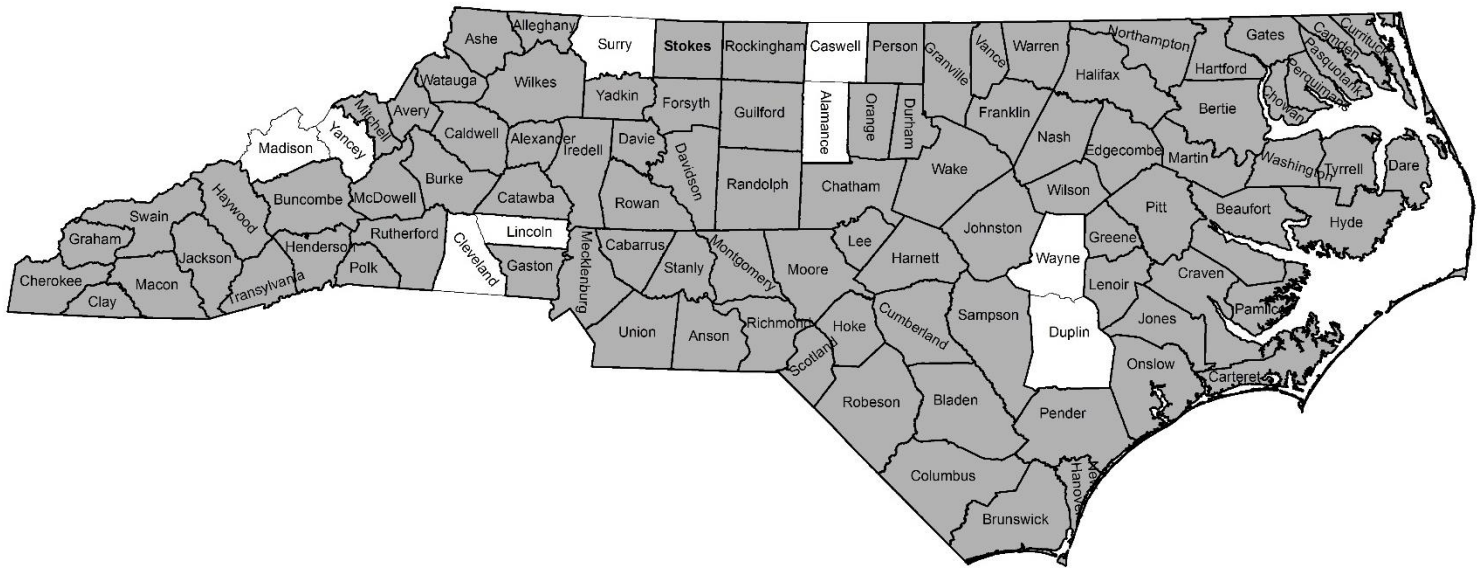 Alleghany
Ashe
Surry
Stokes
Rockingham
Caswell
Person
Granville
Vance
Warren
Northampton
Gates
Currituck
Camden
Pasquotank
Perquimans
Chowan
Hartford
Halifax
Bertie
Watauga
Wilkes
Yadkin
Forsyth
Guilford
Alamance
Orange
Durham
Franklin
Nash
Edgecombe
Martin
Washington
Tyrrell
Dare
Mitchell
Avery
Caldwell
Alexander
Iredell
Davie
Davidson
Randolph
Chatham
Wake
Wilson
Pitt
Beaufort
Hyde
Madison
Yancey
Burke
McDowell
Catawba
Rowan
Buncombe
Haywood
Swain
Graham
Cherokee
Clay
Macon
Jackson
Transylvania
Henderson
Polk
Rutherford
Cleveland
Lincoln
Gaston
Mecklenburg
Cabarrus
Stanly
Montgomery
Moore
Lee
Harnett
Johnston
Wayne
Greene
Lenoir
Craven
Pamlico
Jones
Union
Anson
Richmond
Scotland
Hoke
Cumberland
Sampson
Duplin
Onslow
Carteret
Robeson
Bladen
Pender
Columbus
Brunswick
New
Hanover